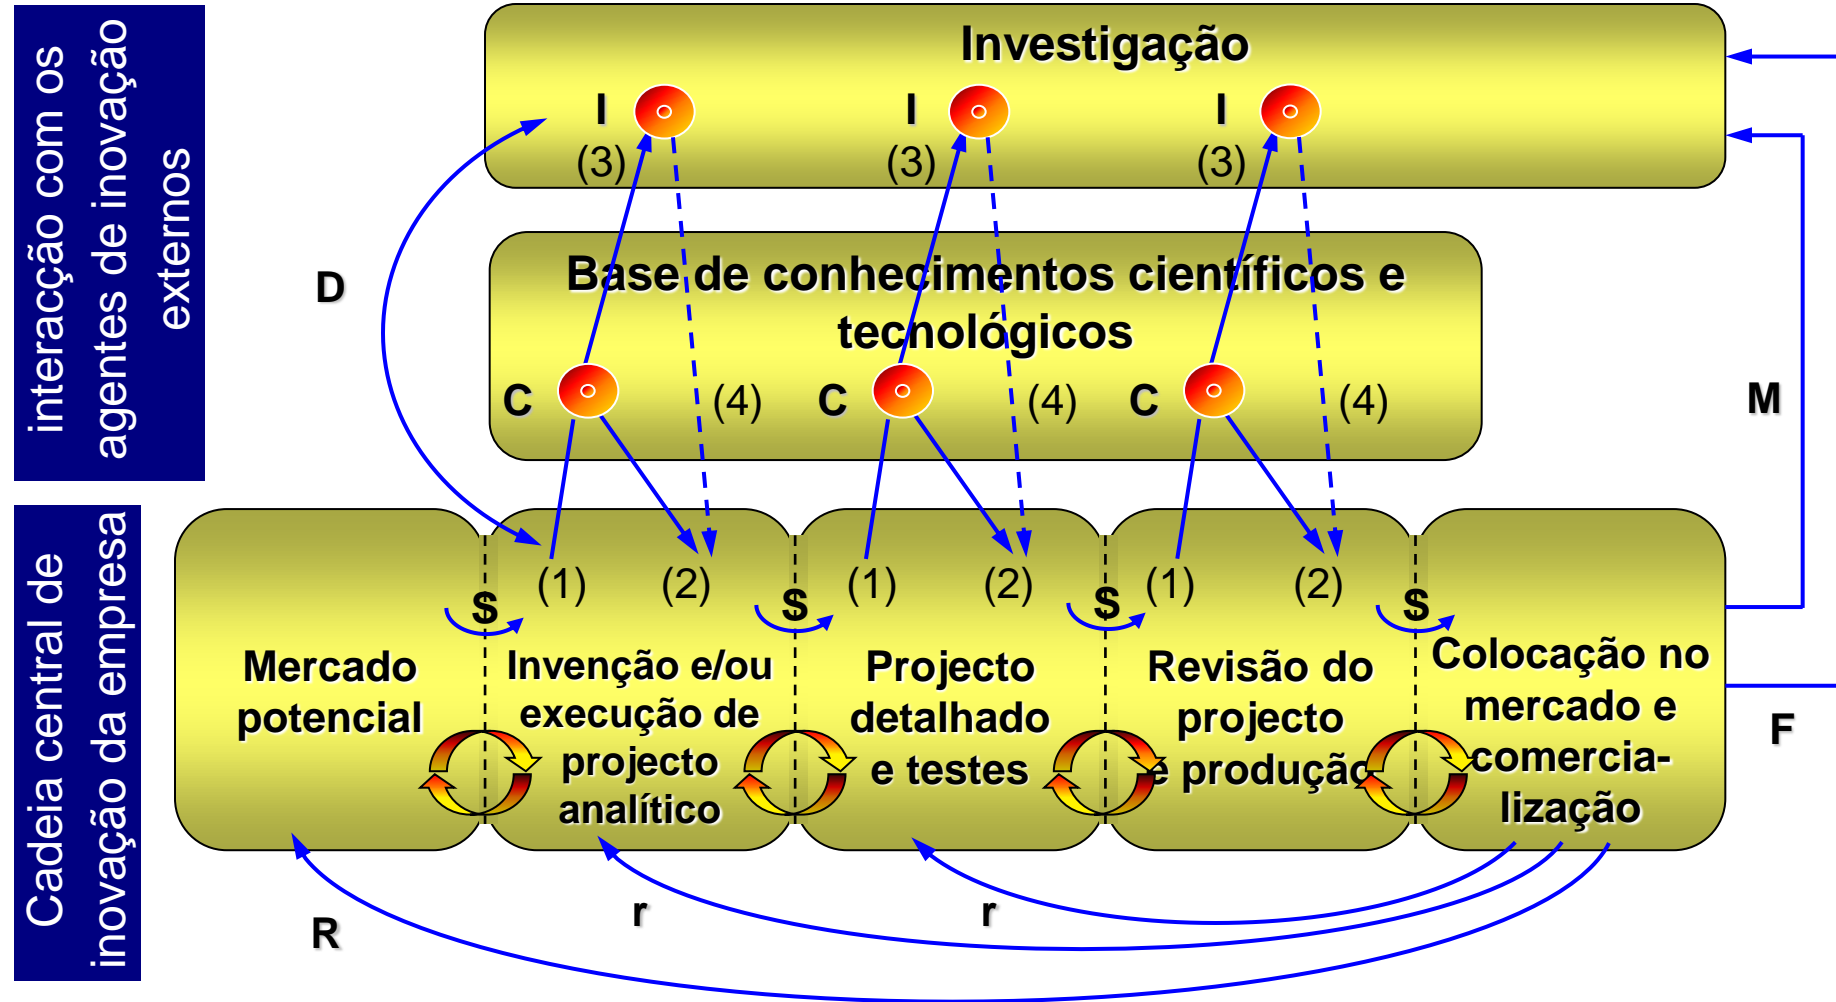 interacção com os
agentes de inovação
externos
Investigação
I
I
I
(3)
(3)
(3)
D
Base de conhecimentos científicos e
tecnológicos
C
(4)
C
(4)
C
(4)
M
Cadeia central de
inovação da empresa
(1)
(2)
(1)
(2)
(1)
(2)
$
$
$
$
Mercado
potencial
Invenção e/ou
execução de
projecto
analítico
Projecto
detalhado
e testes
Revisão do
projecto
e produção
Colocação no
mercado e
comercia-
lização
F
R
r
r